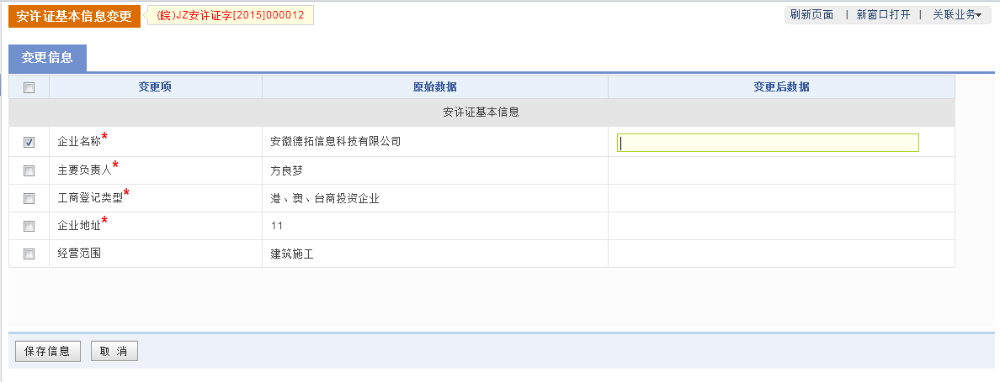 安许证基本信息变更 (皖)JZ安许证字[2015]000012 刷新页面 | 新窗口打开 | 关联业务
变更信息
变更项 原始数据 变更后数据
安许证基本信息
企业名称* 安徽德拓信息科技有限公司
主要负责人* 方良梦
工商登记类型* 港、澳、台商投资企业
企业地址* 11
经营范围 建筑施工
保存信息 取 消